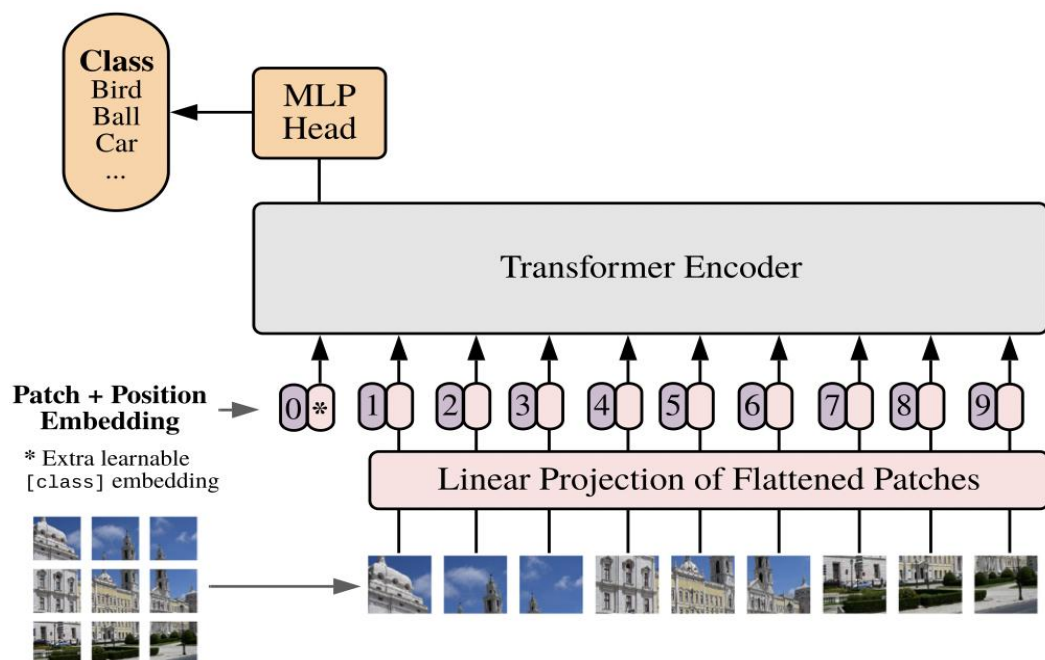 Class
Bird
Ball
Car
...
MLP
Head
Transformer Encoder
Patch + Position
Embedding
0 * 1 2 3 4 5 6 7 8 9
* Extra learnable
[class] embedding
Linear Projection of Flattened Patches